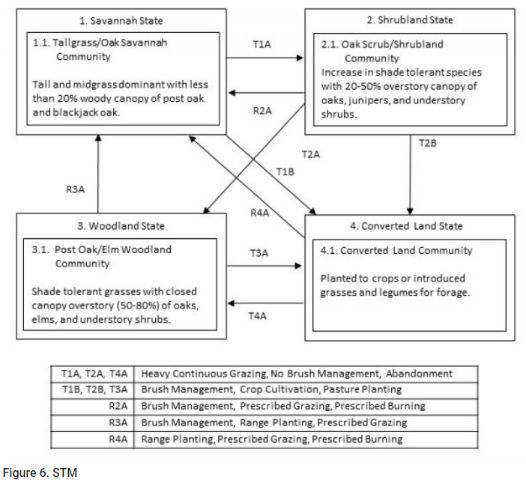 1. Savannah State
1.1. Tallgrass/Oak Savannah
Community
Tall and midgrass dominant with less
than 20% woody canopy of post oak
and blackjack oak.
T1A
R2A
2. Shrubland State
2.1. Oak Scrub/Shrubland
Community
Increase in shade tolerant species
with 20-50% overstory canopy of
oaks, junipers, and understory
shrubs.
T2A
T2B
T1B
R3A
R4A
3. Woodland State
3.1. Post Oak/Elm Woodland
Community
Shade tolerant grasses with closed
canopy overstory (50-80%) of oaks,
elms, and understory shrubs.
T3A
T4A
4. Converted Land State
4.1. Converted Land Community
Planted to crops or introduced
grasses and legumes for forage.
T1A, T2A, T4A Heavy Continuous Grazing, No Brush Management, Abandonment
T1B, T2B, T3A Brush Management, Crop Cultivation, Pasture Planting
R2A Brush Management, Prescribed Grazing, Prescribed Burning
R3A Brush Management, Range Planting, Prescribed Grazing
R4A Range Planting, Prescribed Grazing, Prescribed Burning
Figure 6. STM